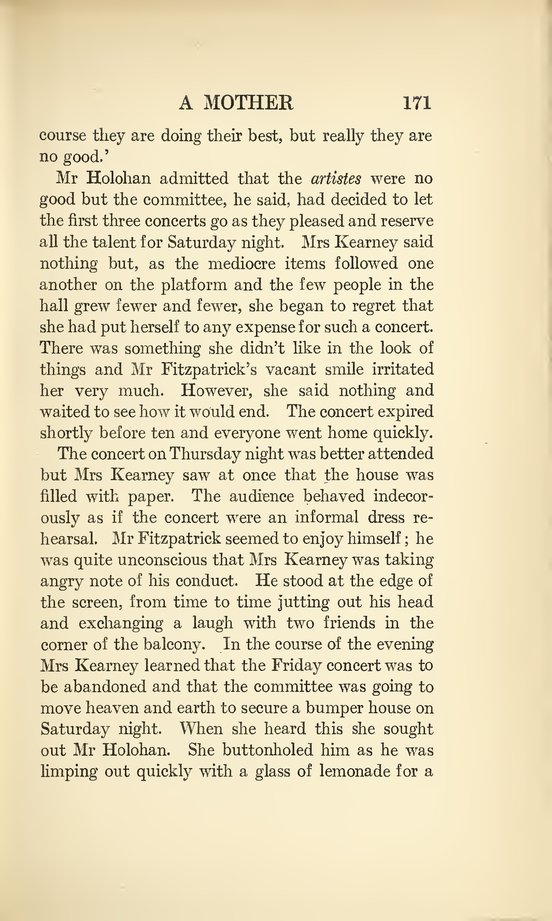 A MOTHER 171
course they are doing their best, but really they are
no good.’
Mr Holohan admitted that the artistes were no
good but the committee, he said, had decided to let
the first three concerts go as they pleased and reserve
all the talent for Saturday night. Mrs Kearney said
nothing but, as the mediocre items followed one
another on the platform and the few people in the
hall grew fewer and fewer, she began to regret that
she had put herself to any expense for such a concert.
There was something she didn’t like in the look of
things and Mr Fitzpatrick’s vacant smile irritated
her very much. However, she said nothing and
waited to see how it would end. The concert expired
shortly before ten and everyone went home quickly.
The concert on Thursday night was better attended
but Mrs Kearney saw at once that the house was
filled with paper. The audience behaved indecor-
ously as if the concert were an informal dress re-
hearsal. Mr Fitzpatrick seemed to enjoy himself; he
was quite unconscious that Mrs Kearney was taking
angry note of his conduct. He stood at the edge of
the screen, from time to time jutting out his head
and exchanging a laugh with two friends in the
corner of the balcony. In the course of the evening
Mrs Kearney learned that the Friday concert was to
be abandoned and that the committee was going to
move heaven and earth to secure a bumper house on
Saturday night. When she heard this she sought
out Mr Holohan. She buttonholed him as he was
limping out quickly with a glass of lemonade for a